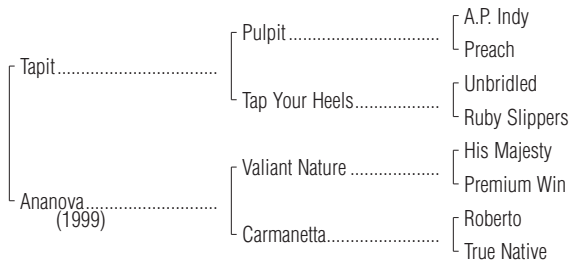 A.P. Indy
Pulpit
Preach
Tapit
Unbridled
Tap Your Heels
Ruby Slippers
His Majesty
Valiant Nature
Premium Win
Ananova
(1999)
Roberto
Carmanetta
True Native